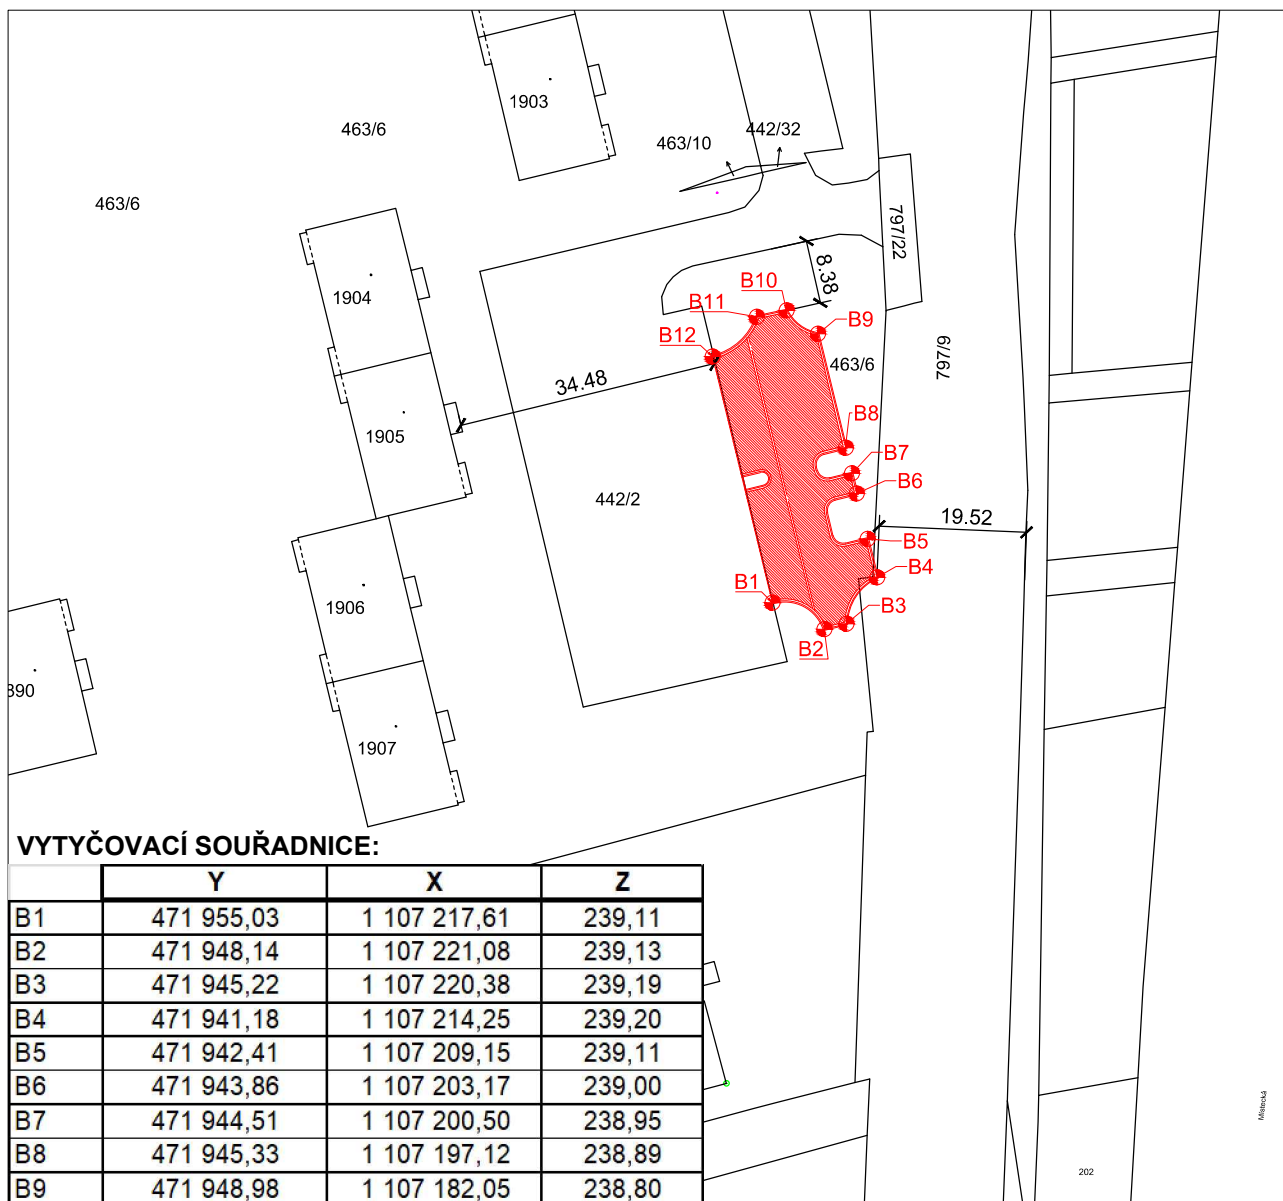 1903
463/6
463/10
442/32
463/6
797/22
1904
8.38
B10
B11
B9
B12
463/6
797/9
34.48
1905
B8
B7
B6
442/2
19.52
B5
B4
B1
B3
1906
B2
390
1907
VYTYČOVACÍ SOUŘADNICE:
Y X Z
B1 471 955,03 1 107 217,61 239,11
B2 471 948,14 1 107 221,08 239,13
B3 471 945,22 1 107 220,38 239,19
B4 471 941,18 1 107 214,25 239,20
B5 471 942,41 1 107 209,15 239,11
B6 471 943,86 1 107 203,17 239,00
B7 471 944,51 1 107 200,50 238,95
B8 471 945,33 1 107 197,12 238,89
B9 471 948,98 1 107 182,05 238,80
Místecká
202